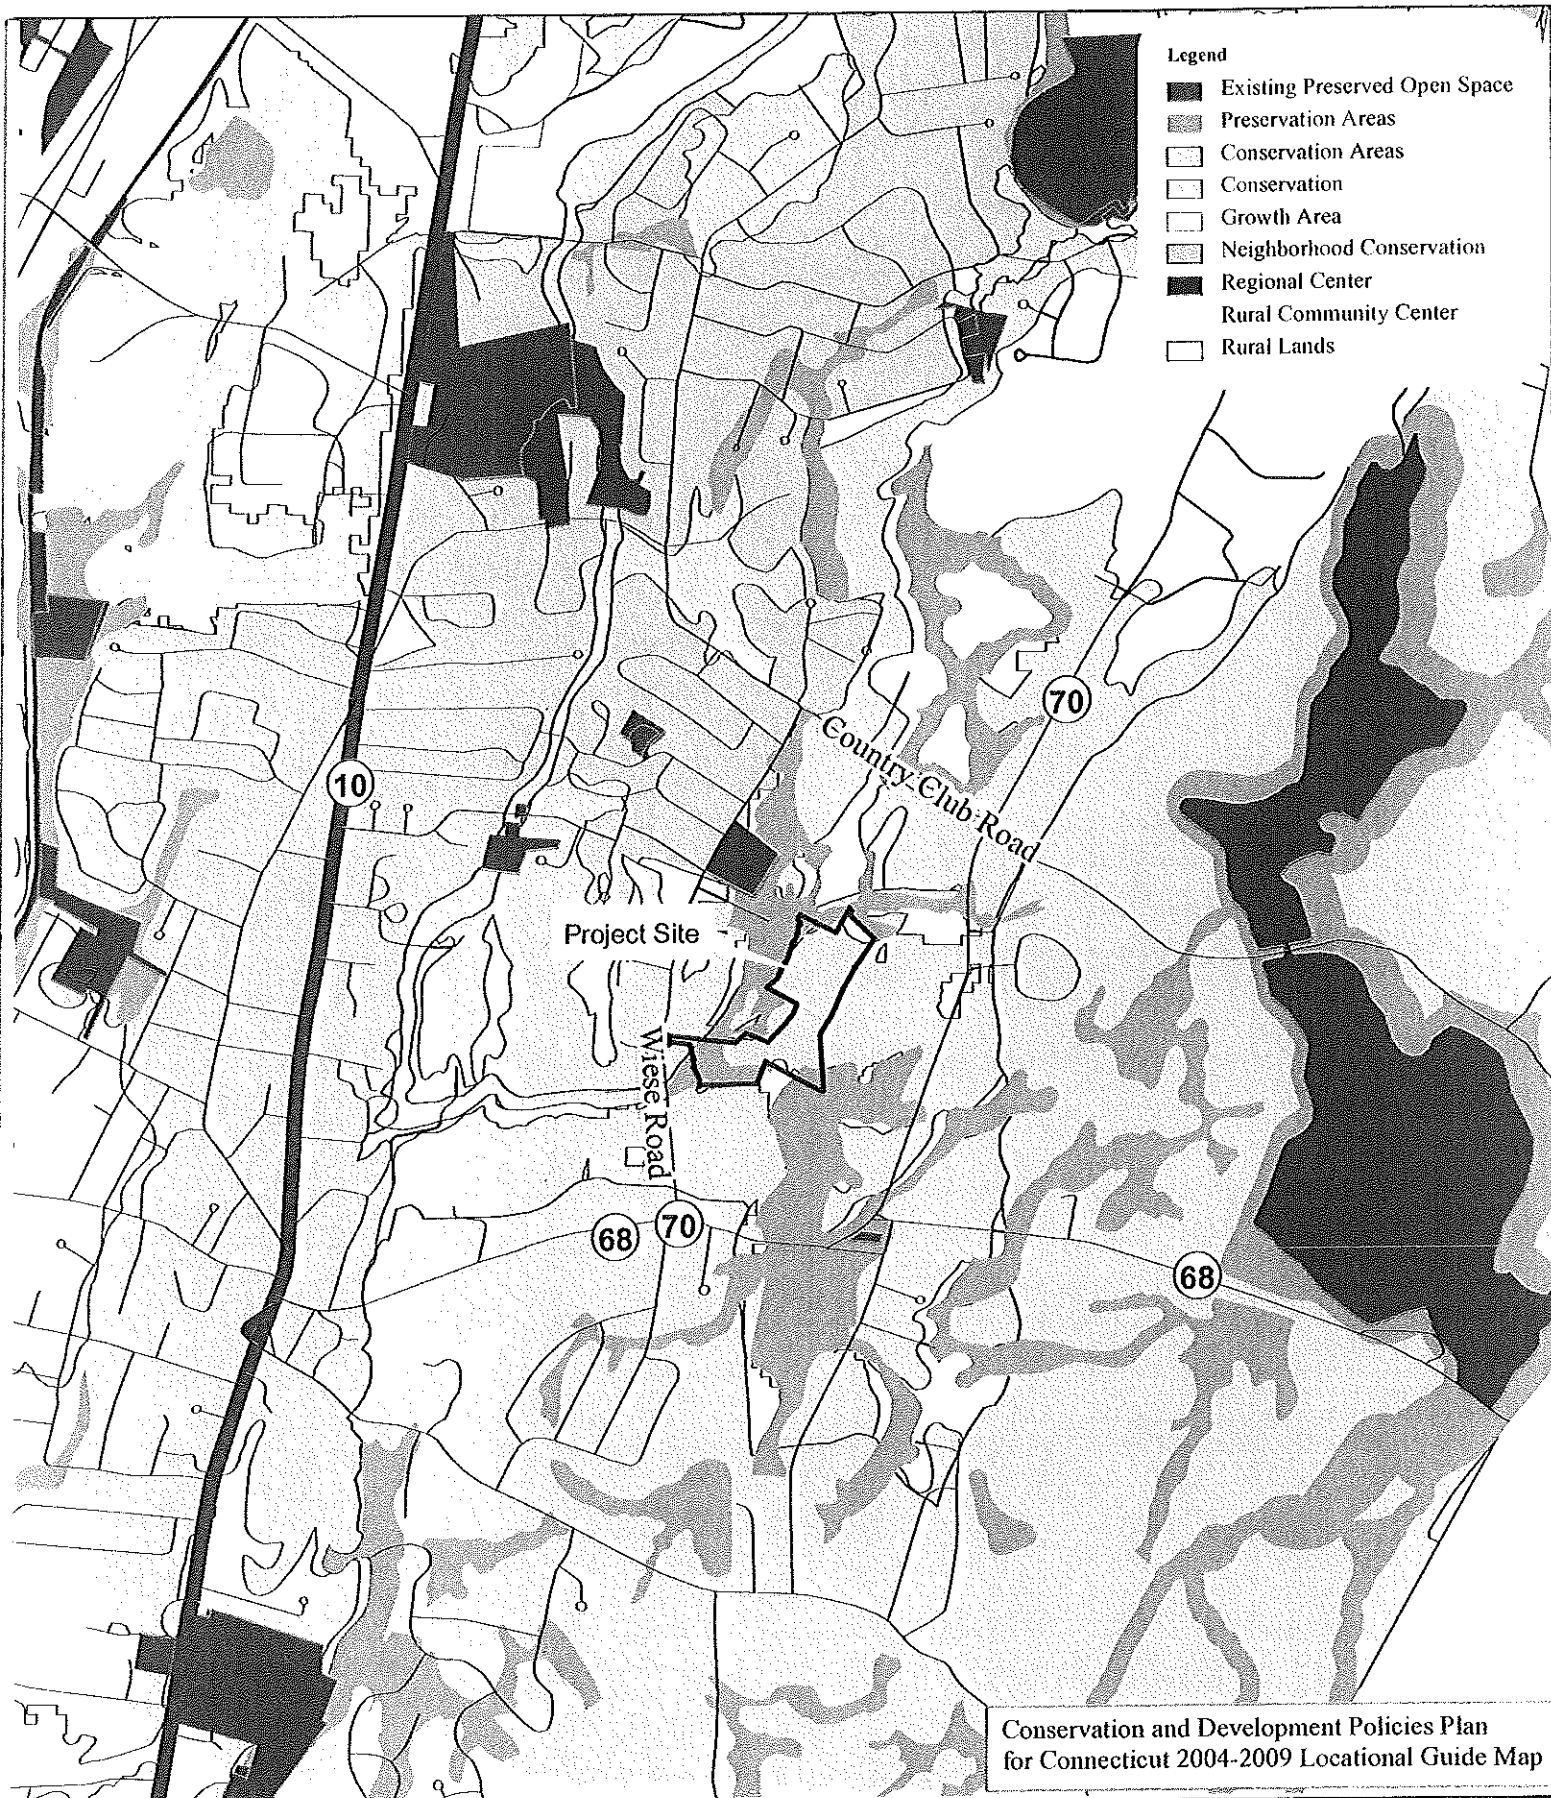 Legend
Existing Preserved Open Space
Preservation Areas
Conservation Areas
Conservation
Growth Area
Neighborhood Conservation
Regional Center
Rural Community Center
Rural Lands
70
Country Club Road
10
Project Site
Wiese Road
68
70
68
Conservation and Development Policies Plan
for Connecticut 2004-2009 Locational Guide Map